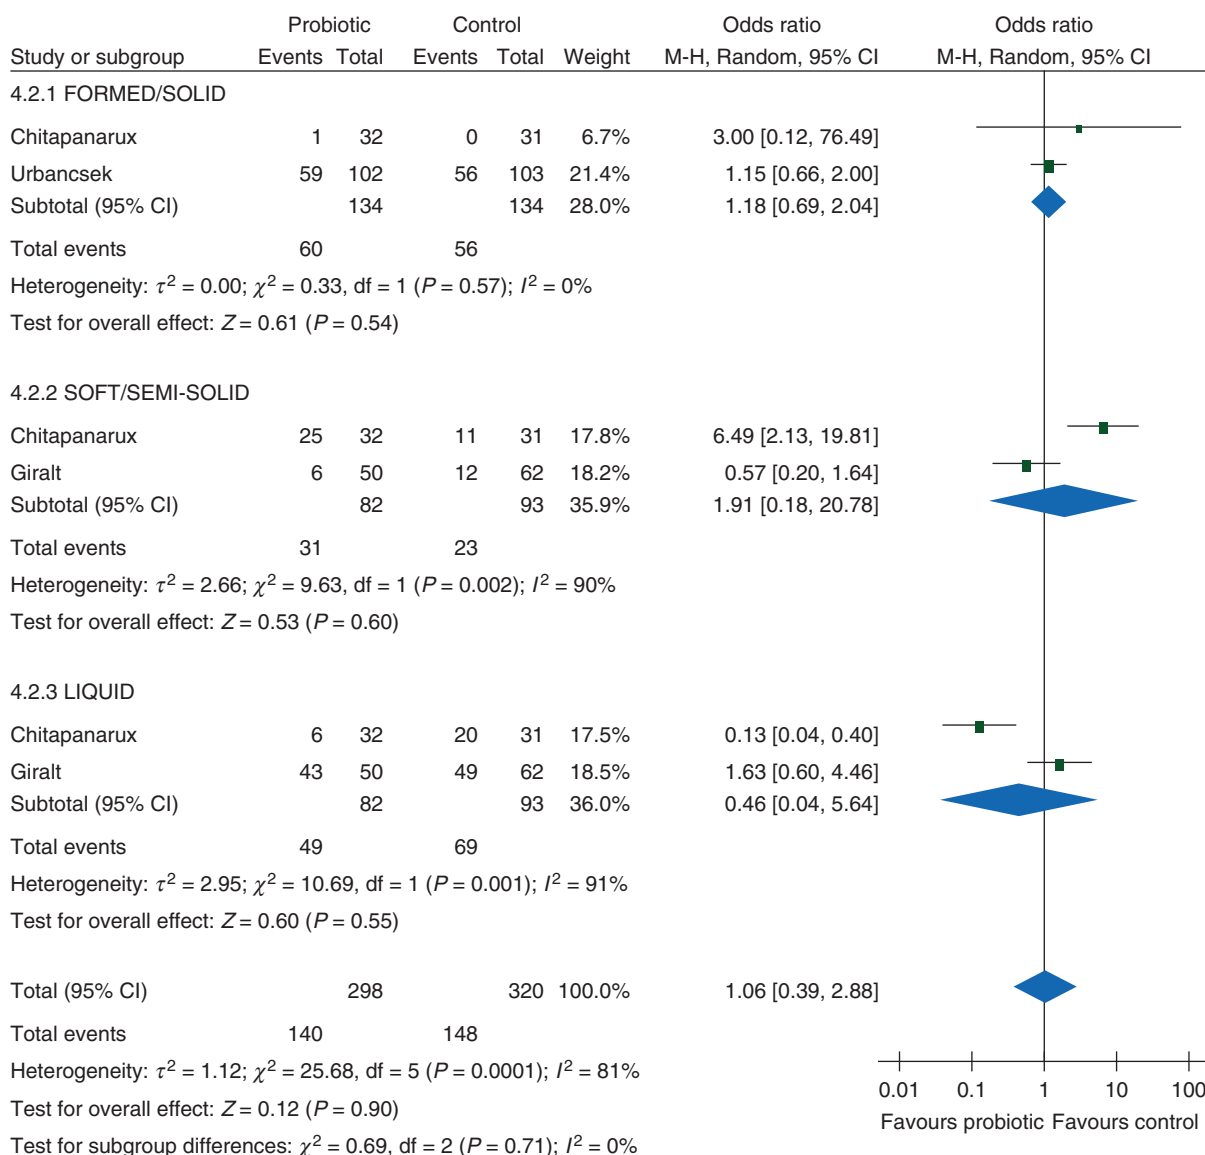 Probiotic Control Odds ratio Odds ratio
Study or subgroup Events Total Events Total Weight M-H, Random, 95% CI M-H, Random, 95% CI
4.2.1 FORMED/SOLID
Chitapanarux 1 32 0 31 6.7% 3.00 [0.12, 76.49]
Urbancsek 59 102 56 103 21.4% 1.15 [0.66, 2.00]
Subtotal (95% CI) 134 134 28.0% 1.18 [0.69, 2.04]
Total events 60 56
Heterogeneity: τ² = 0.00; χ² = 0.33, df = 1 (P = 0.57); I² = 0%
Test for overall effect: Z = 0.61 (P = 0.54)
4.2.2 SOFT/SEMI-SOLID
Chitapanarux 25 32 11 31 17.8% 6.49 [2.13, 19.81]
Giralt 6 50 12 62 18.2% 0.57 [0.20, 1.64]
Subtotal (95% CI) 82 93 35.9% 1.91 [0.18, 20.78]
Total events 31 23
Heterogeneity: τ² = 2.66; χ² = 9.63, df = 1 (P = 0.002); I² = 90%
Test for overall effect: Z = 0.53 (P = 0.60)
4.2.3 LIQUID
Chitapanarux 6 32 20 31 17.5% 0.13 [0.04, 0.40]
Giralt 43 50 49 62 18.5% 1.63 [0.60, 4.46]
Subtotal (95% CI) 82 93 36.0% 0.46 [0.04, 5.64]
Total events 49 69
Heterogeneity: τ² = 2.95; χ² = 10.69, df = 1 (P = 0.001); I² = 91%
Test for overall effect: Z = 0.60 (P = 0.55)
Total (95% CI) 298 320 100.0% 1.06 [0.39, 2.88]
Total events 140 148
Heterogeneity: τ² = 1.12; χ² = 25.68, df = 5 (P = 0.0001); I² = 81%
Test for overall effect: Z = 0.12 (P = 0.90)
Test for subgroup differences: χ² = 0.69, df = 2 (P = 0.71); I² = 0%
0.01 0.1 1 10 100
Favours probiotic Favours control